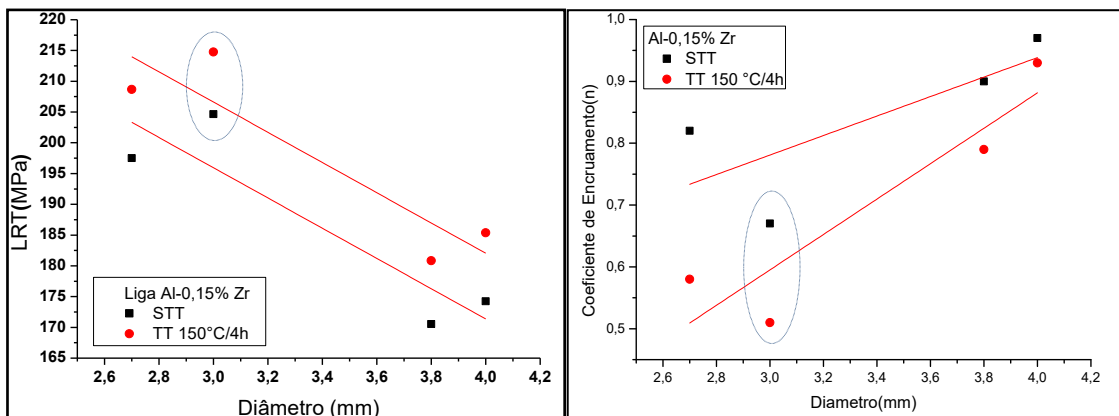 LRT(MPa)
220
215
210
205
200
195
190
185
180
175
170
165
Liga Al-0,15% Zr
STT
TT 150°C/4h
2,6 2,8 3,0 3,2 3,4 3,6 3,8 4,0 4,2
Diâmetro (mm)
Coeficiente de Encruamento(n)
1,0
0,9
0,8
0,7
0,6
0,5
Al-0,15% Zr
STT
TT 150 °C/4h
2,6 2,8 3,0 3,2 3,4 3,6 3,8 4,0 4,2
Diametro(mm)